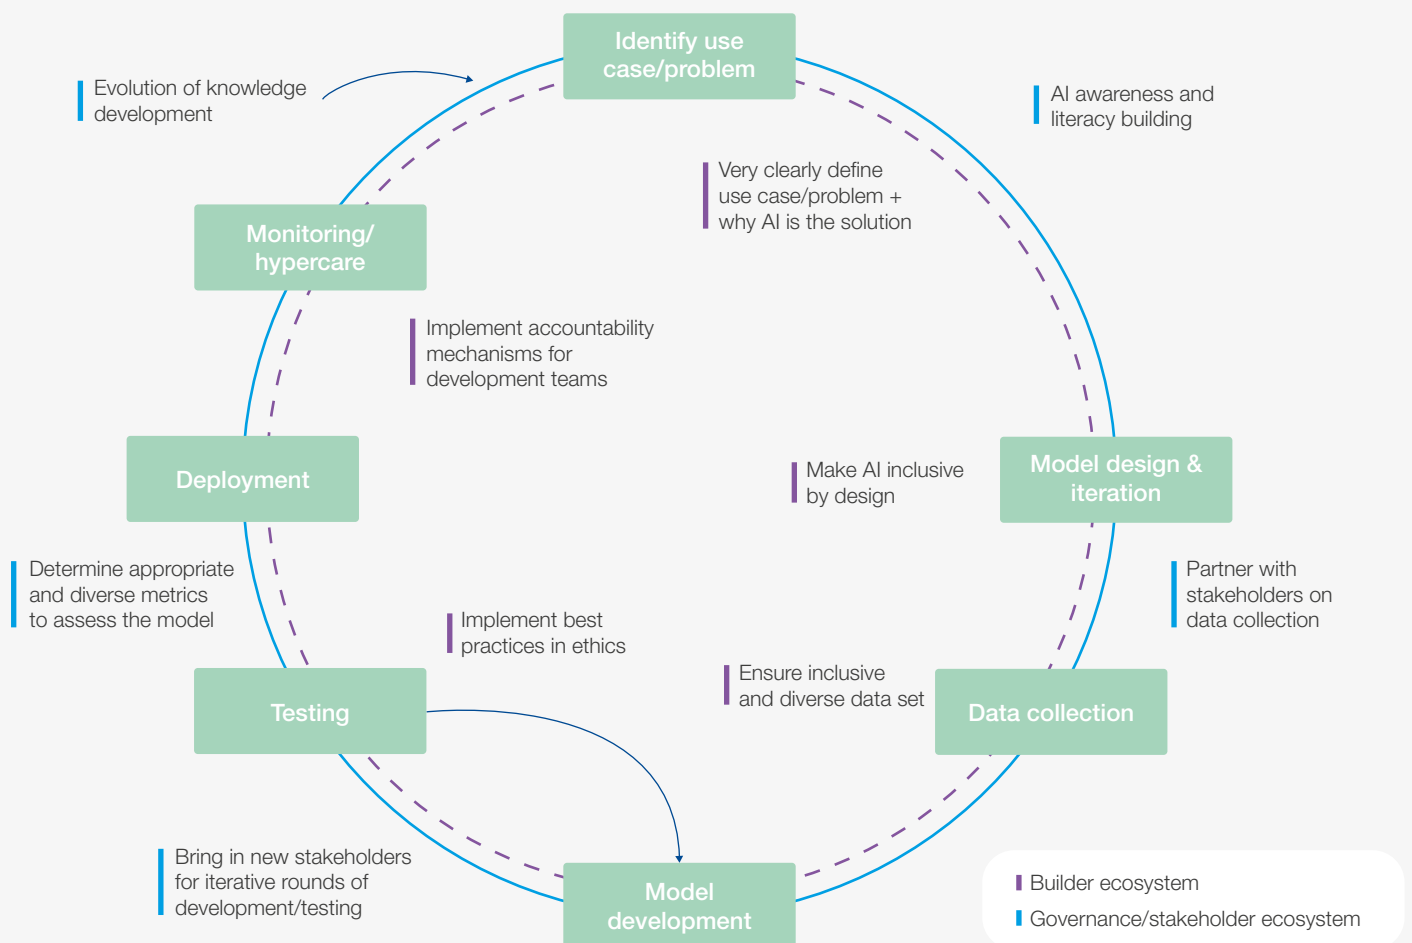 Identify use
case/problem
Evolution of knowledge
development
AI awareness and
literacy building
Very clearly define
use case/problem +
why AI is the solution
Monitoring/
hypercare
Implement accountability
mechanisms for
development teams
Deployment
Make AI inclusive
by design
Model design &
iteration
Determine appropriate
and diverse metrics
to assess the model
Partner with
stakeholders on
data collection
Implement best
practices in ethics
Ensure inclusive
and diverse data set
Testing
Data collection
Bring in new stakeholders
for iterative rounds of
development/testing
Model
development
Builder ecosystem
Governance/stakeholder ecosystem